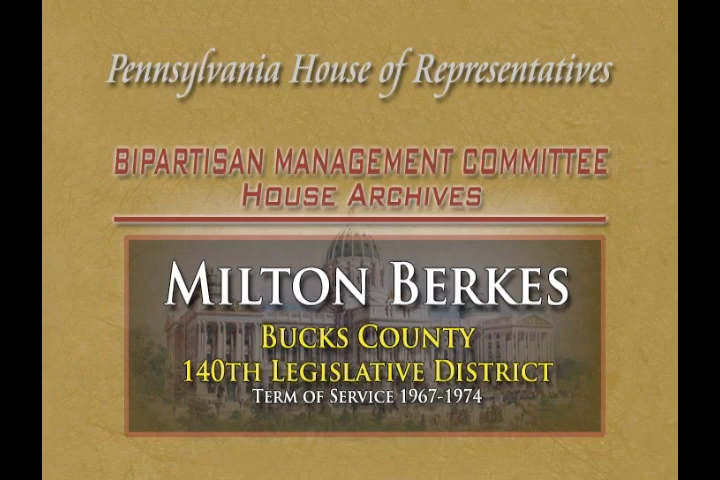 Pennsylvania House of Representatives
BIPARTISAN MANAGEMENT COMMITTEE
HOUSE ARCHIVES
MILTON BERKES
BUCKS COUNTY
140TH LEGISLATIVE DISTRICT
TERM OF SERVICE 1967-1974